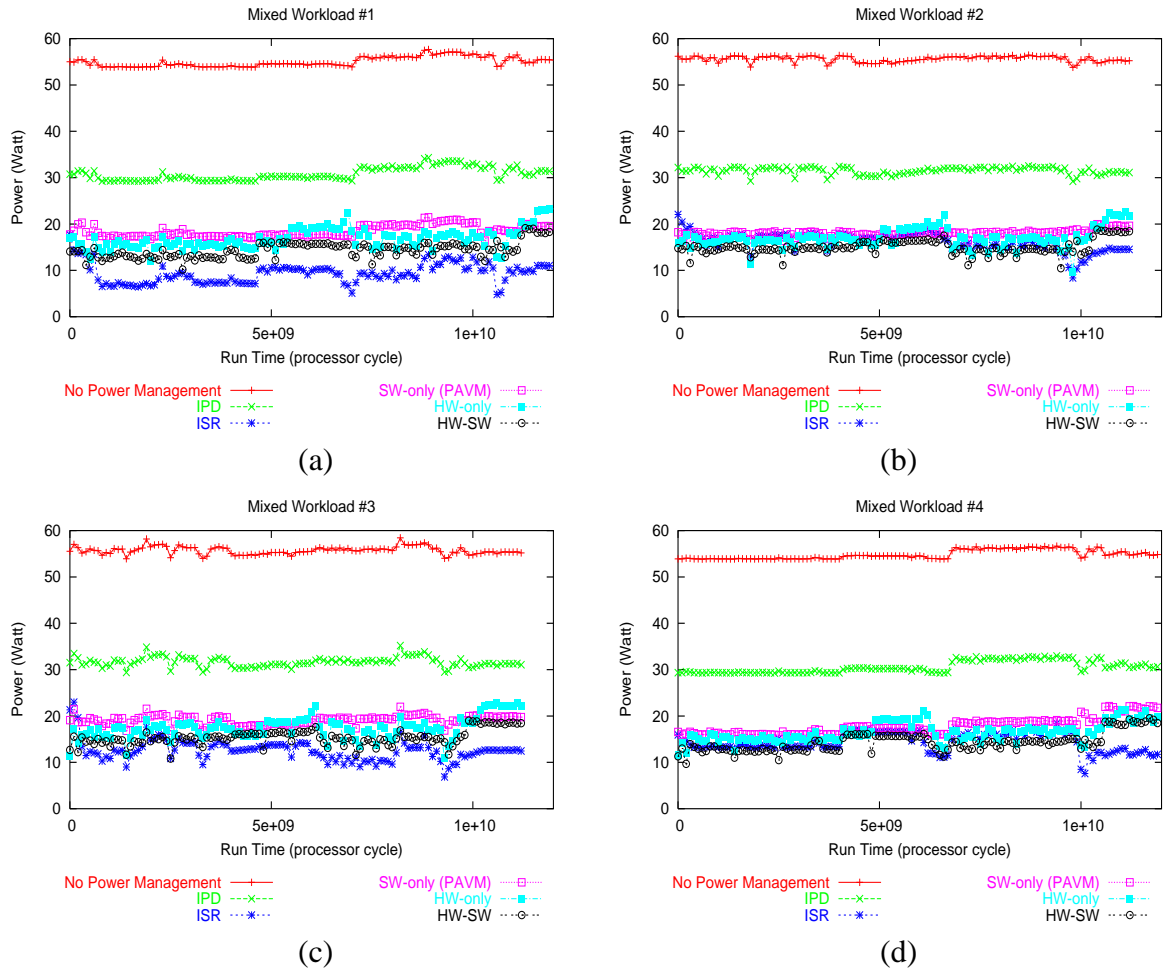 Mixed Workload #1
60
50
40
30
20
10
0
Power (Watt)
0 5e+09 1e+10
Run Time (processor cycle)
No Power Management
IPD
ISR
SW-only (PAVM)
HW-only
HW-SW
(a)
Mixed Workload #2
60
50
40
30
20
10
0
Power (Watt)
0 5e+09 1e+10
Run Time (processor cycle)
No Power Management
IPD
ISR
SW-only (PAVM)
HW-only
HW-SW
(b)
Mixed Workload #3
60
50
40
30
20
10
0
Power (Watt)
0 5e+09 1e+10
Run Time (processor cycle)
No Power Management
IPD
ISR
SW-only (PAVM)
HW-only
HW-SW
(c)
Mixed Workload #4
60
50
40
30
20
10
0
Power (Watt)
0 5e+09 1e+10
Run Time (processor cycle)
No Power Management
IPD
ISR
SW-only (PAVM)
HW-only
HW-SW
(d)